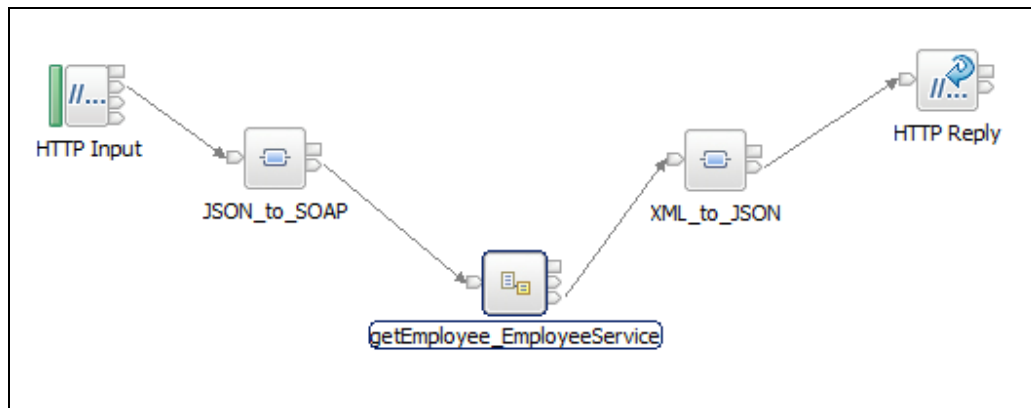 //...
HTTP Input
JSON_to_SOAP
getEmployee_EmployeeService
XML_to_JSON
//...
HTTP Reply